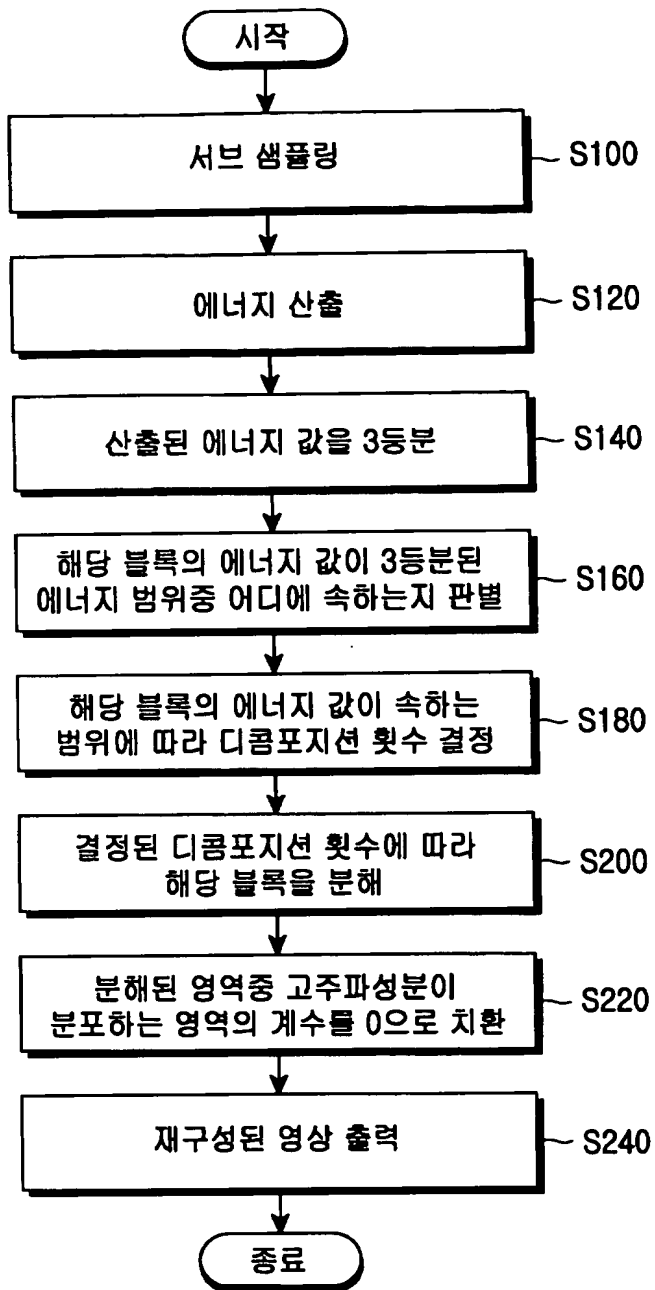 시작
서브 샘플링
S100
에너지 산출
S120
산출된 에너지 값을 3등분
S140
해당 블록의 에너지 값이 3등분된
에너지 범위중 어디에 속하는지 판별
S160
해당 블록의 에너지 값이 속하는
범위에 따라 디콤포지션 횟수 결정
S180
결정된 디콤포지션 횟수에 따라
해당 블록을 분해
S200
분해된 영역중 고주파성분이
분포하는 영역의 계수를 0으로 치환
S220
재구성된 영상 출력
S240
종료